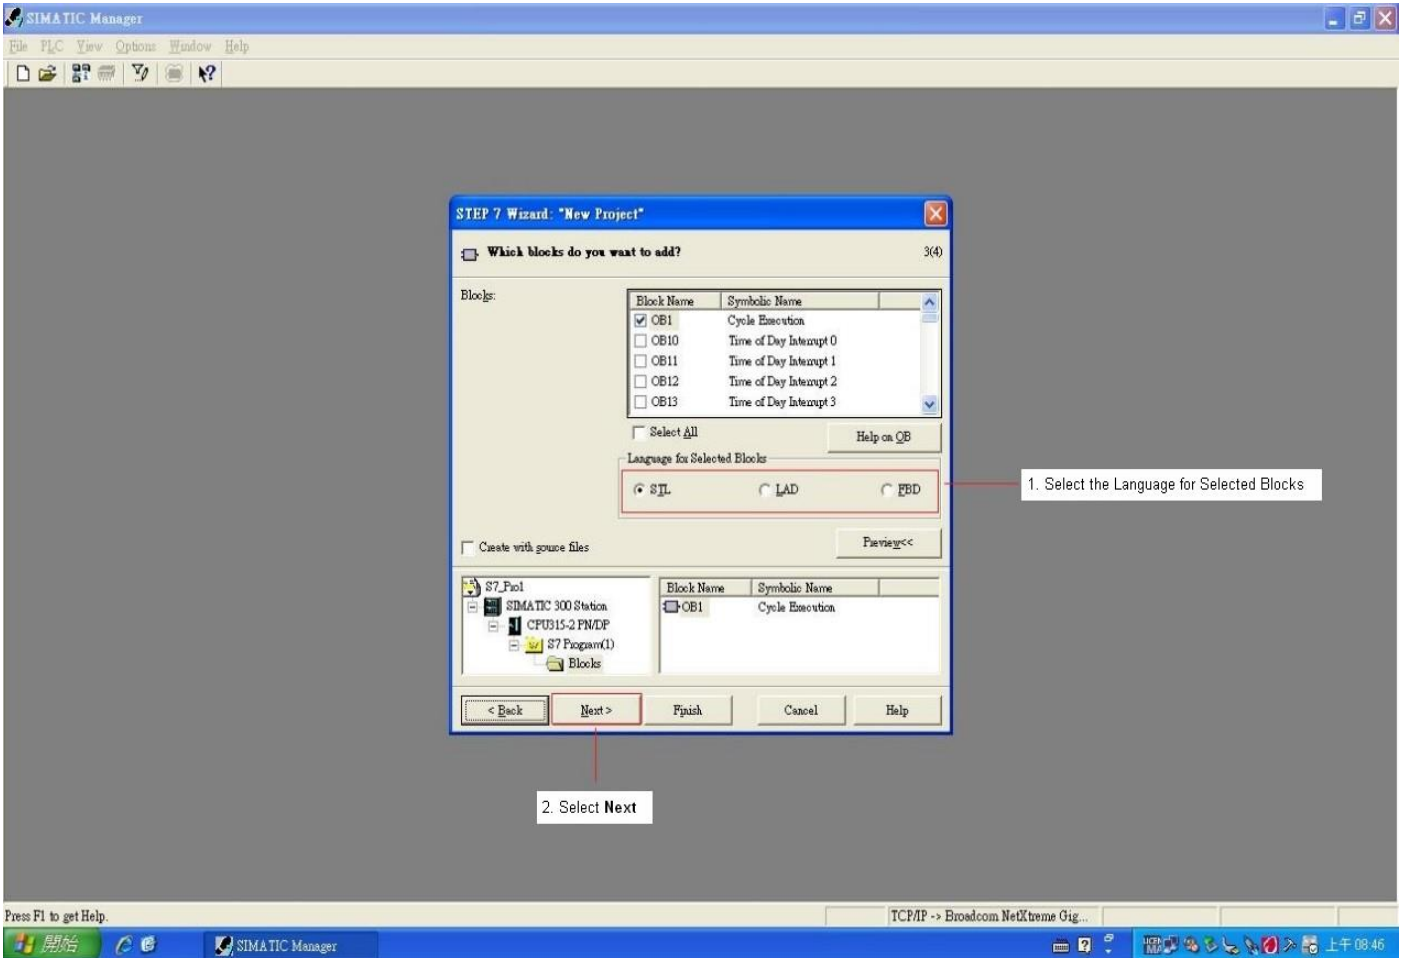 SIMATIC Manager
File PLC View Options Window Help
STEP 7 Wizard: "New Project"
Which blocks do you want to add? 3(4)
Blocks:
Block Name Symbolic Name
OB1 Cycle Execution
OB10 Time of Day Interrupt 0
OB11 Time of Day Interrupt 1
OB12 Time of Day Interrupt 2
OB13 Time of Day Interrupt 3
Select All
Help on OB
Language for Selected Blocks
STL LAD FBD
1. Select the Language for Selected Blocks
Create with source files
Preview<<
S7_Pro1
SIMATIC 300 Station
CPU315-2 PN/DP
S7 Program(1)
Blocks
Block Name Symbolic Name
OB1 Cycle Execution
< Back Next > Finish Cancel Help
2. Select Next
Press F1 to get Help.
TCP/IP -> Broadcom NetXtreme Gig...
開始 SIMATIC Manager 上午 08:46